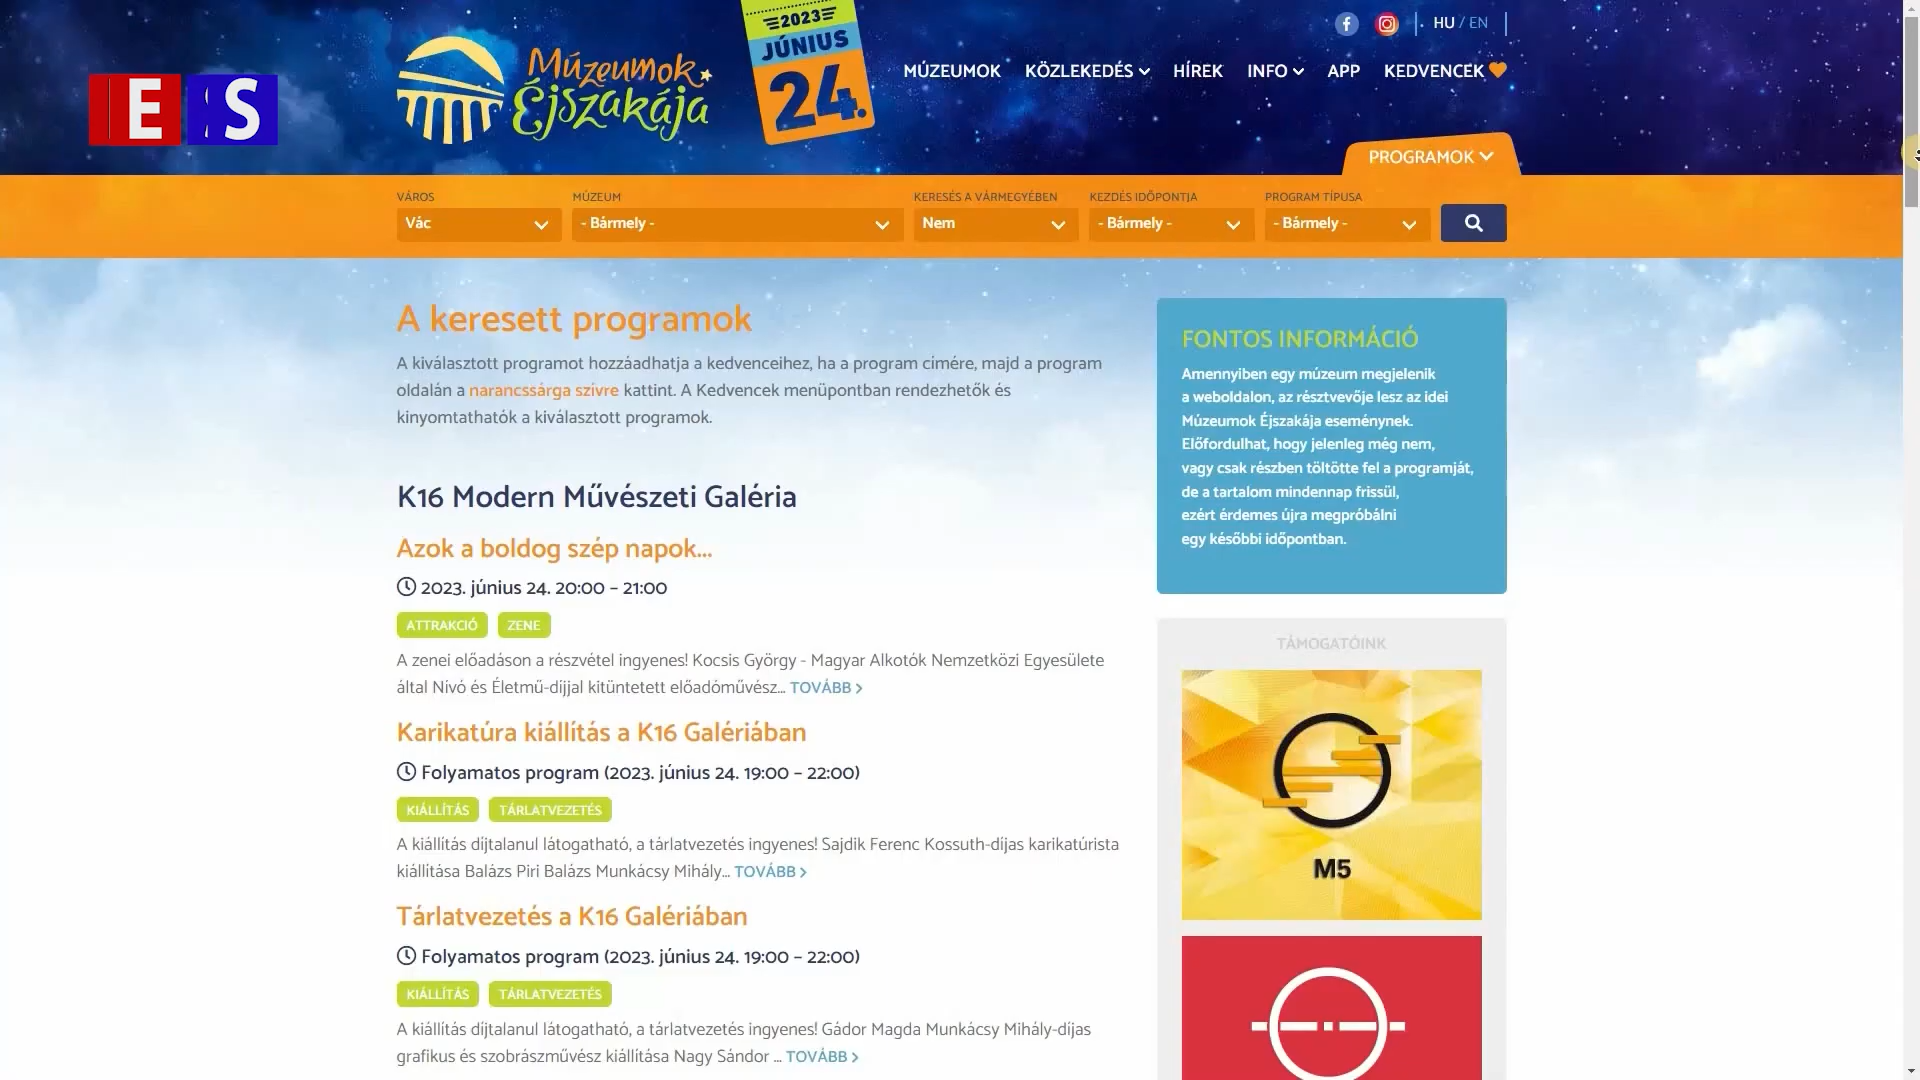 2023
JÚNIUS
24.
HU / EN
Múzeumok
Éjszakája
MÚZEUMOK KÖZLEKEDÉS HÍREK INFO APP KEDVENCEK
ES
PROGRAMOK
VÁROS MÚZEUM KERESÉS A VÁRMEGYÉBEN KEZDÉS IDŐPONTJA PROGRAM TÍPUSA
Vác - Bármely - Nem - Bármely - - Bármely -
A keresett programok
A kiválasztott programot hozzáadhatja a kedvenceihez, ha a program címére, majd a program
oldalán a narancssárga szívre kattint. A Kedvencek menüpontban rendezhetők és
kinyomtathatók a kiválasztott programok.
K16 Modern Művészeti Galéria
Azok a boldog szép napok...
2023. június 24. 20:00 – 21:00
ATTRAKCIÓ ZENE
A zenei előadáson a részvétel ingyenes! Kocsis György - Magyar Alkotók Nemzetközi Egyesülete
által Nívó és Életmű-díjjal kitüntetett előadóművész... TOVÁBB
Karikatúra kiállítás a K16 Galériában
Folyamatos program (2023. június 24. 19:00 – 22:00)
KIÁLLÍTÁS TÁRLATVEZETÉS
A kiállítás díjtalanul látogatható, a tárlatvezetés ingyenes! Sajdik Ferenc Kossuth-díjas karikatúrista
kiállítása Balázs Piri Balázs Munkácsy Mihály... TOVÁBB
Tárlatvezetés a K16 Galériában
Folyamatos program (2023. június 24. 19:00 – 22:00)
KIÁLLÍTÁS TÁRLATVEZETÉS
A kiállítás díjtalanul látogatható, a tárlatvezetés ingyenes! Gádor Magda Munkácsy Mihály-díjas
grafikus és szobrászművész kiállítása Nagy Sándor ... TOVÁBB
FONTOS INFORMÁCIÓ
Amennyiben egy múzeum megjelenik
a weboldalon, az résztvevője lesz az idei
Múzeumok Éjszakája eseménynek.
Előfordulhat, hogy jelenleg még nem,
vagy csak részben töltötte fel a programját,
de a tartalom mindennap frissül,
ezért érdemes újra megpróbálni
egy későbbi időpontban.
TÁMOGATÓINK
M5